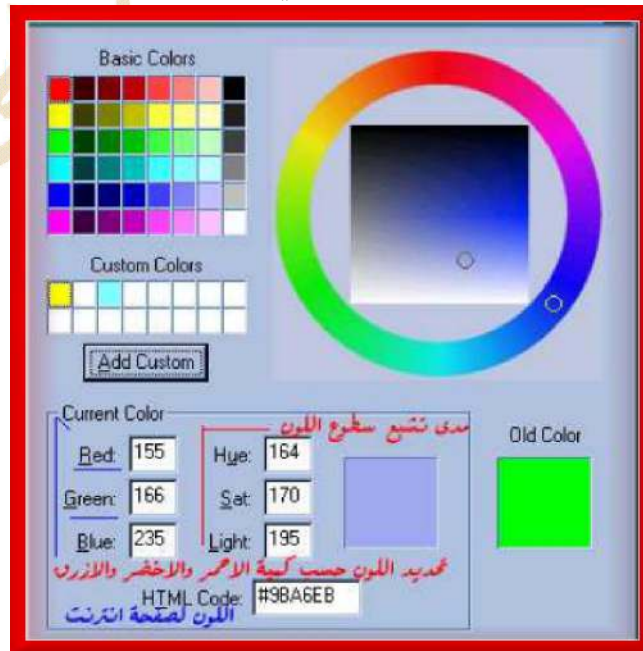 Basic Colors
Custom Colors
Add Custom
Current Color
مدى تشبع سطوع اللون
Old Color
Red: 155 Hue: 164
Green: 166 Sat: 170
Blue: 235 Light: 195
تحديد اللون حسب كمية الاحمر والاخضر والازرق
HTML Code: #9BA6EB
اللون لصفحة انترنت